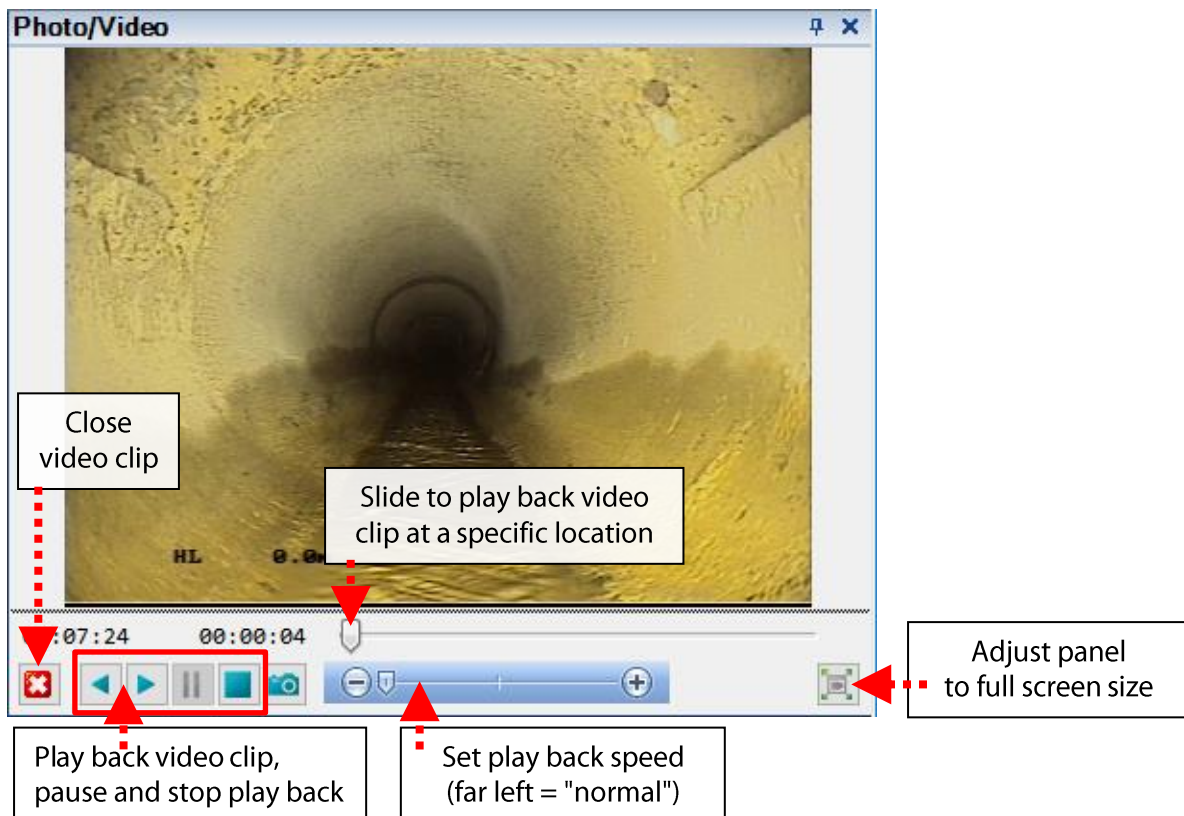 Photo/Video
Close
video clip
Slide to play back video
clip at a specific location
HL 0.0
:07:24 00:00:04
Adjust panel
to full screen size
Play back video clip,
pause and stop play back
Set play back speed
(far left = "normal")